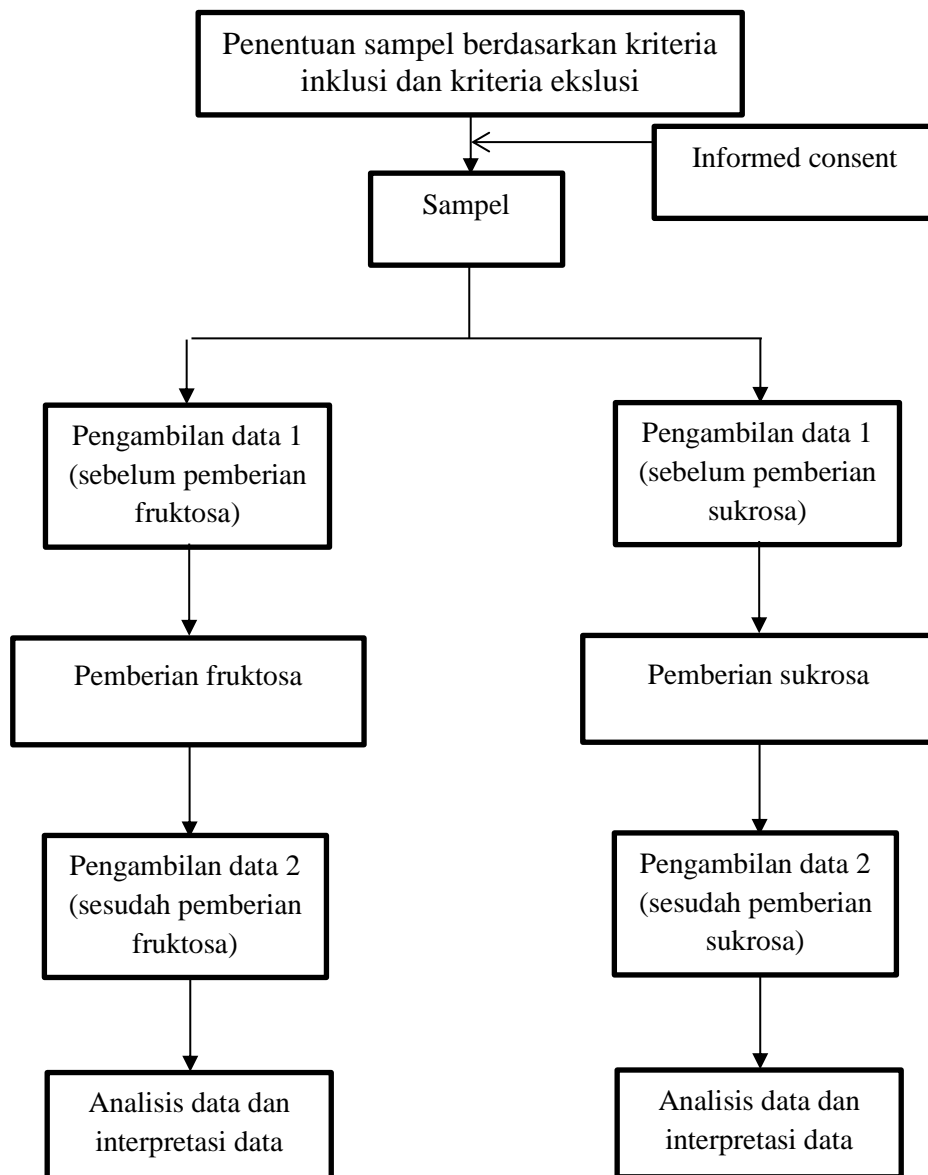 Penentuan sampel berdasarkan kriteria
inklusi dan kriteria ekslusi
Informed consent
Sampel
Pengambilan data 1
(sebelum pemberian
fruktosa)
Pengambilan data 1
(sebelum pemberian
sukrosa)
Pemberian fruktosa
Pemberian sukrosa
Pengambilan data 2
(sesudah pemberian
fruktosa)
Pengambilan data 2
(sesudah pemberian
sukrosa)
Analisis data dan
interpretasi data
Analisis data dan
interpretasi data